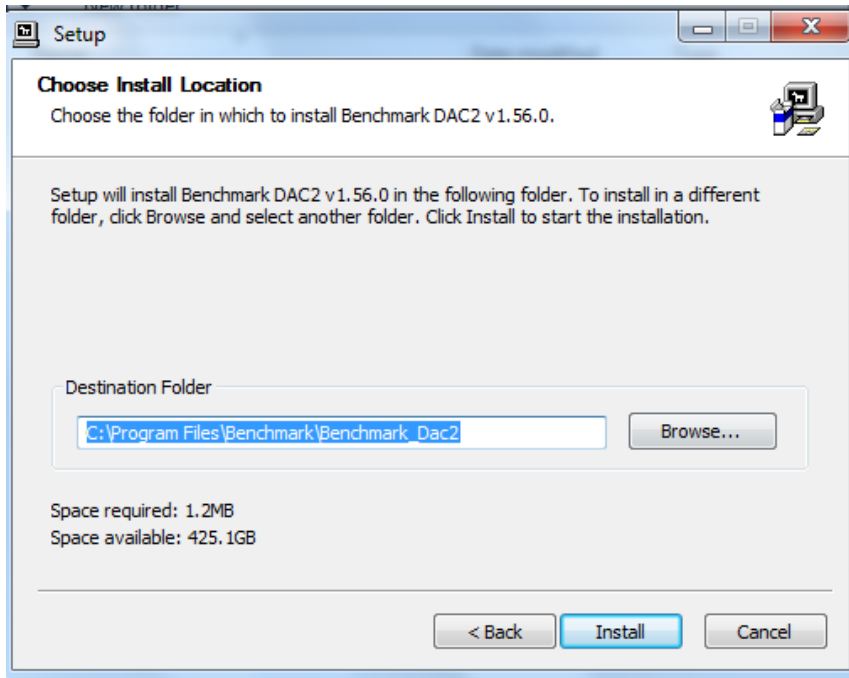 New folder
Setup
Choose Install Location
Choose the folder in which to install Benchmark DAC2 v1.56.0.
Setup will install Benchmark DAC2 v1.56.0 in the following folder. To install in a different
folder, click Browse and select another folder. Click Install to start the installation.
Destination Folder
C:\Program Files\Benchmark\Benchmark_Dac2
Browse...
Space required: 1.2MB
Space available: 425.1GB
< Back
Install
Cancel